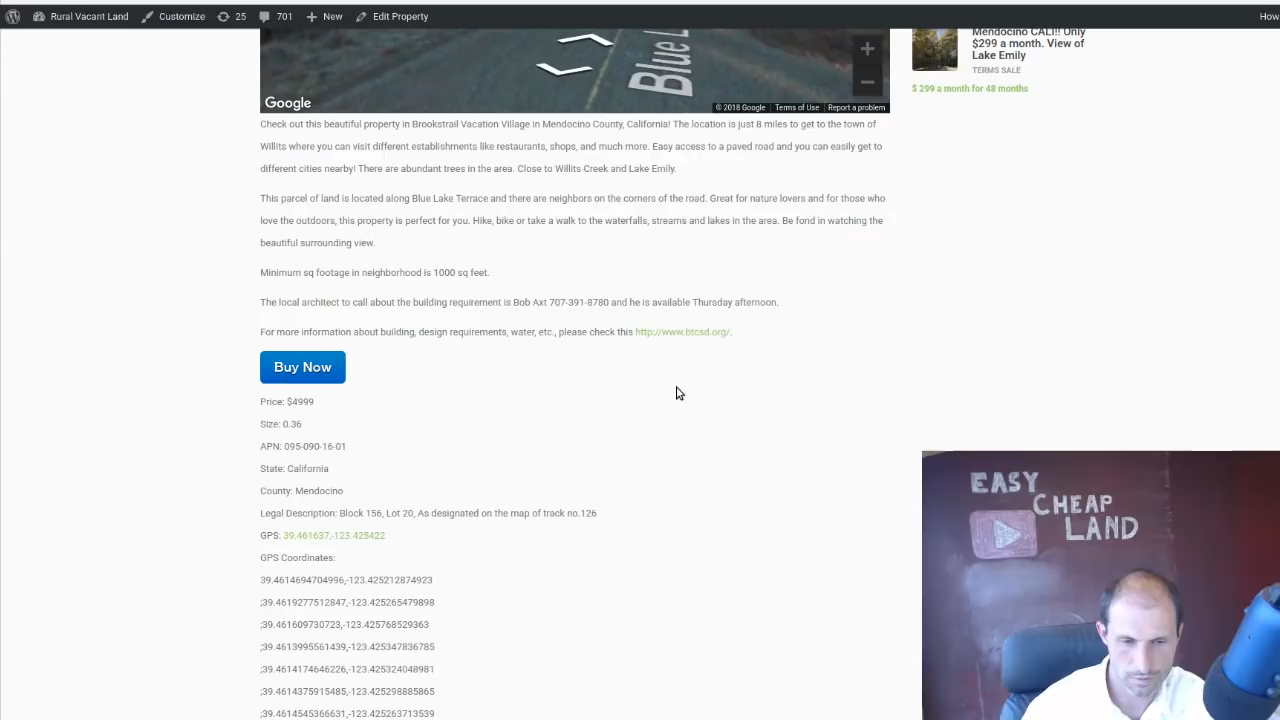 Rural Vacant Land
Customize
25
701
New
Edit Property
How
Blue L
Google
© 2018 Google
Terms of Use
Report a problem
Mendocino CALI!! Only
$299 a month. View of
Lake Emily
TERMS SALE
$ 299 a month for 48 months
Check out this beautiful property in Brookstrail Vacation Village in Mendocino County, California! The location is just 8 miles to get to the town of
Willits where you can visit different establishments like restaurants, shops, and much more. Easy access to a paved road and you can easily get to
different cities nearby! There are abundant trees in the area. Close to Willits Creek and Lake Emily.
This parcel of land is located along Blue Lake Terrace and there are neighbors on the corners of the road. Great for nature lovers and for those who
love the outdoors, this property is perfect for you. Hike, bike or take a walk to the waterfalls, streams and lakes in the area. Be fond in watching the
beautiful surrounding view.
Minimum sq footage in neighborhood is 1000 sq feet.
The local architect to call about the building requirement is Bob Axt 707-391-8780 and he is available Thursday afternoon.
For more information about building, design requirements, water, etc., please check this http://www.btcsd.org/.
Buy Now
Price: $4999
Size: 0.36
APN: 095-090-16-01
State: California
County: Mendocino
Legal Description: Block 156, Lot 20, As designated on the map of track no.126
GPS: 39.461637,-123.425422
GPS Coordinates:
39.4614694704996,-123.425212874923
;39.4619277512847,-123.425265479898
;39.461609730723,-123.425768529363
;39.4613995561439,-123.425347836785
;39.4614174646226,-123.425324048981
;39.4614375915485,-123.425298885865
;39.4614545366631,-123.425263713539
EASY
CHEAP
LAND